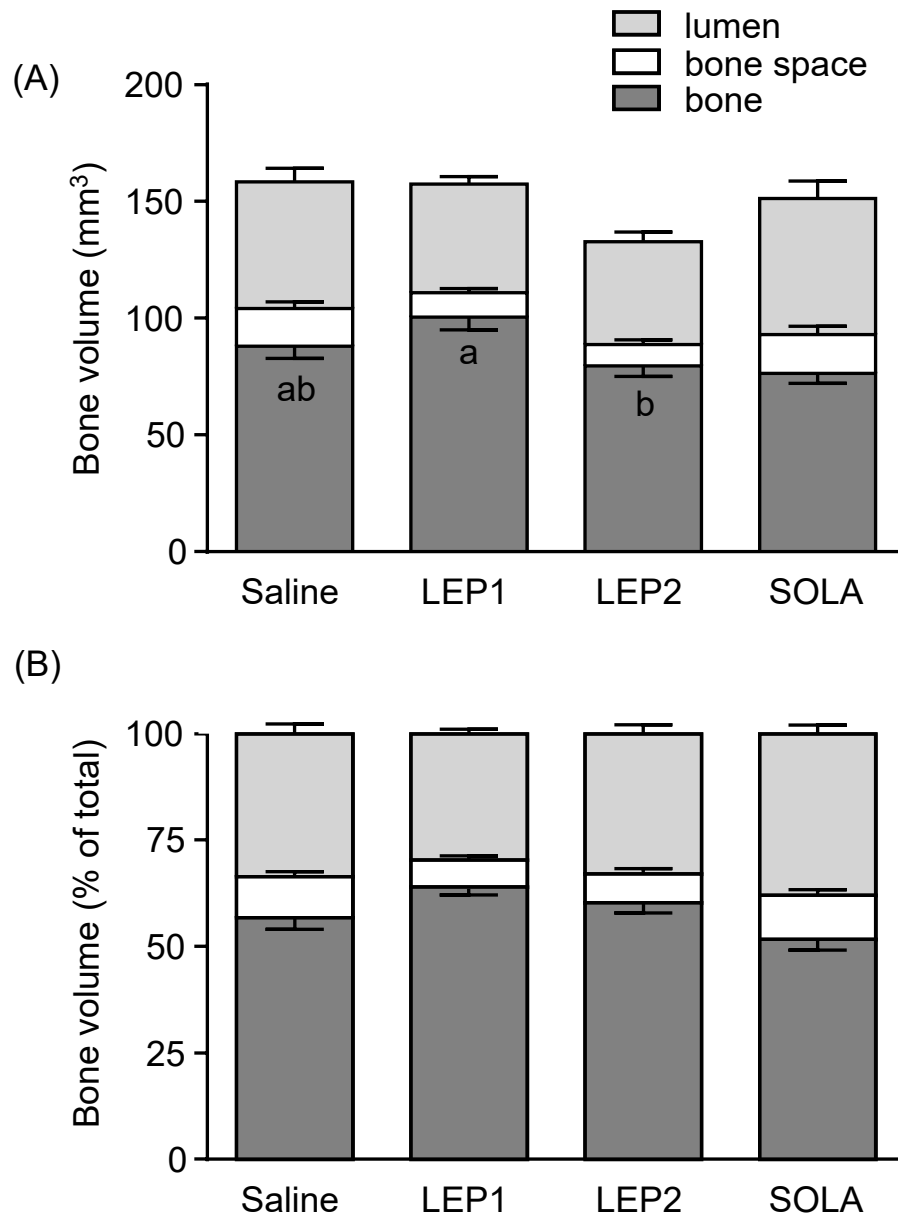 lumen
bone space
bone
(A)
200
150
100
50
0
Bone volume (mm³)
ab
a
b
Saline LEP1 LEP2 SOLA
(B)
100
75
50
25
0
Bone volume (% of total)
Saline LEP1 LEP2 SOLA